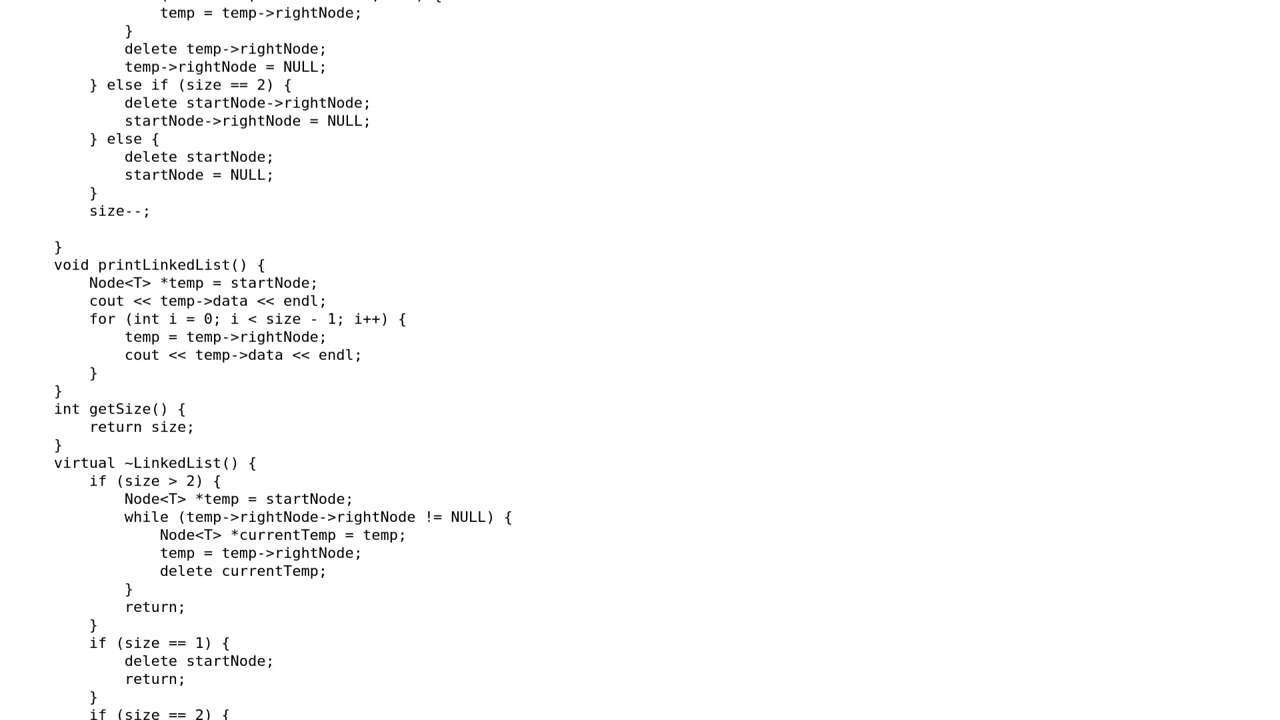 temp = temp->rightNode;
}
delete temp->rightNode;
temp->rightNode = NULL;
} else if (size == 2) {
delete startNode->rightNode;
startNode->rightNode = NULL;
} else {
delete startNode;
startNode = NULL;
}
size--;
}
void printLinkedList() {
Node<T> *temp = startNode;
cout << temp->data << endl;
for (int i = 0; i < size - 1; i++) {
temp = temp->rightNode;
cout << temp->data << endl;
}
}
int getSize() {
return size;
}
virtual ~LinkedList() {
if (size > 2) {
Node<T> *temp = startNode;
while (temp->rightNode->rightNode != NULL) {
Node<T> *currentTemp = temp;
temp = temp->rightNode;
delete currentTemp;
}
return;
}
if (size == 1) {
delete startNode;
return;
}
if (size == 2) {